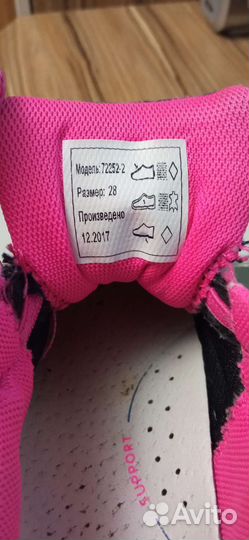 Модель: 72252-2
Размер: 28
Произведено
12.2017
SUPPORT
Avito